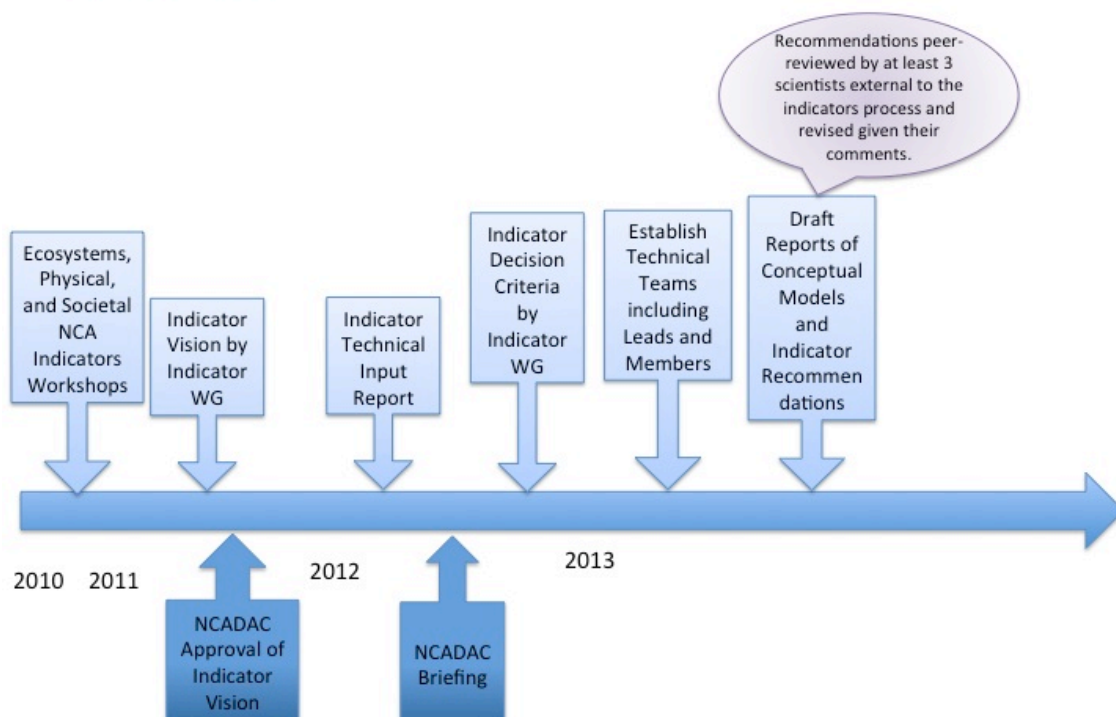 Recommendations peer-
reviewed by at least 3
scientists external to the
indicators process and
revised given their
comments.
Ecosystems,
Physical,
and Societal
NCA
Indicators
Workshops
Indicator
Vision by
Indicator
WG
Indicator
Technical
Input
Report
Indicator
Decision
Criteria
by
Indicator
WG
Establish
Technical
Teams
including
Leads and
Members
Draft
Reports of
Conceptual
Models
and
Indicator
Recommen
dations
2010
2011
2012
2013
NCADAC
Approval of
Indicator
Vision
NCADAC
Briefing